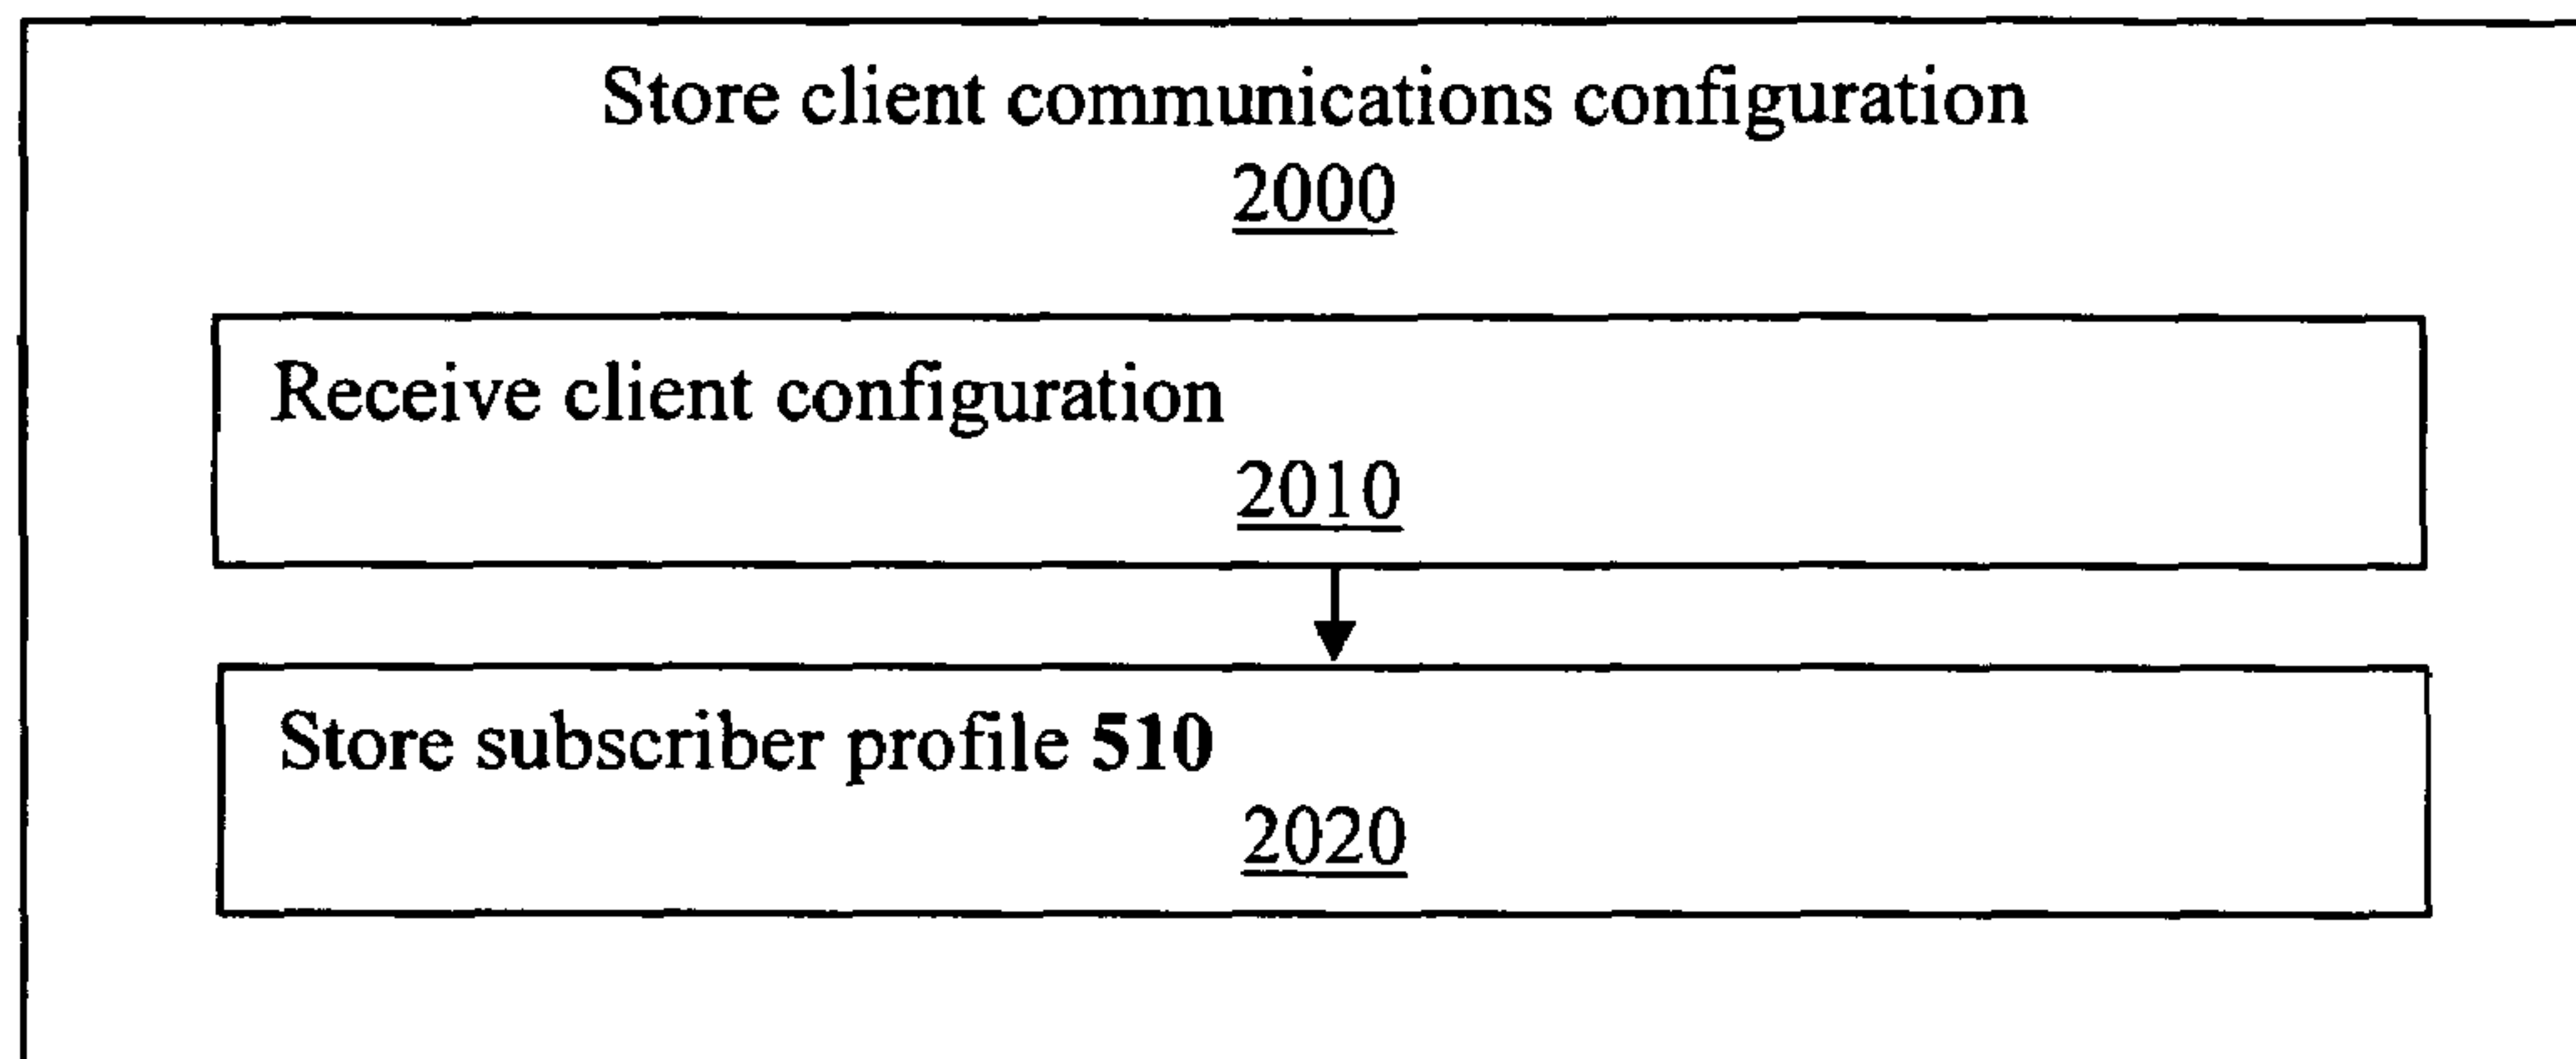 Store client communications configuration
2000
Receive client configuration
2010
Store subscriber profile 510
2020